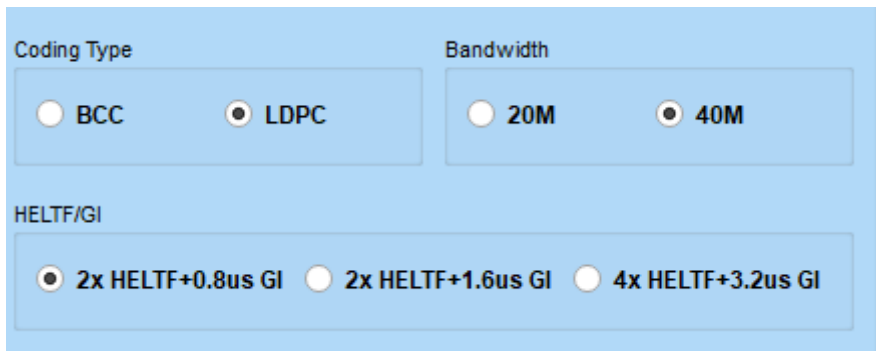 Coding Type
Bandwidth
BCC
LDPC
20M
40M
HELTF/GI
2x HELTF+0.8us GI
2x HELTF+1.6us GI
4x HELTF+3.2us GI